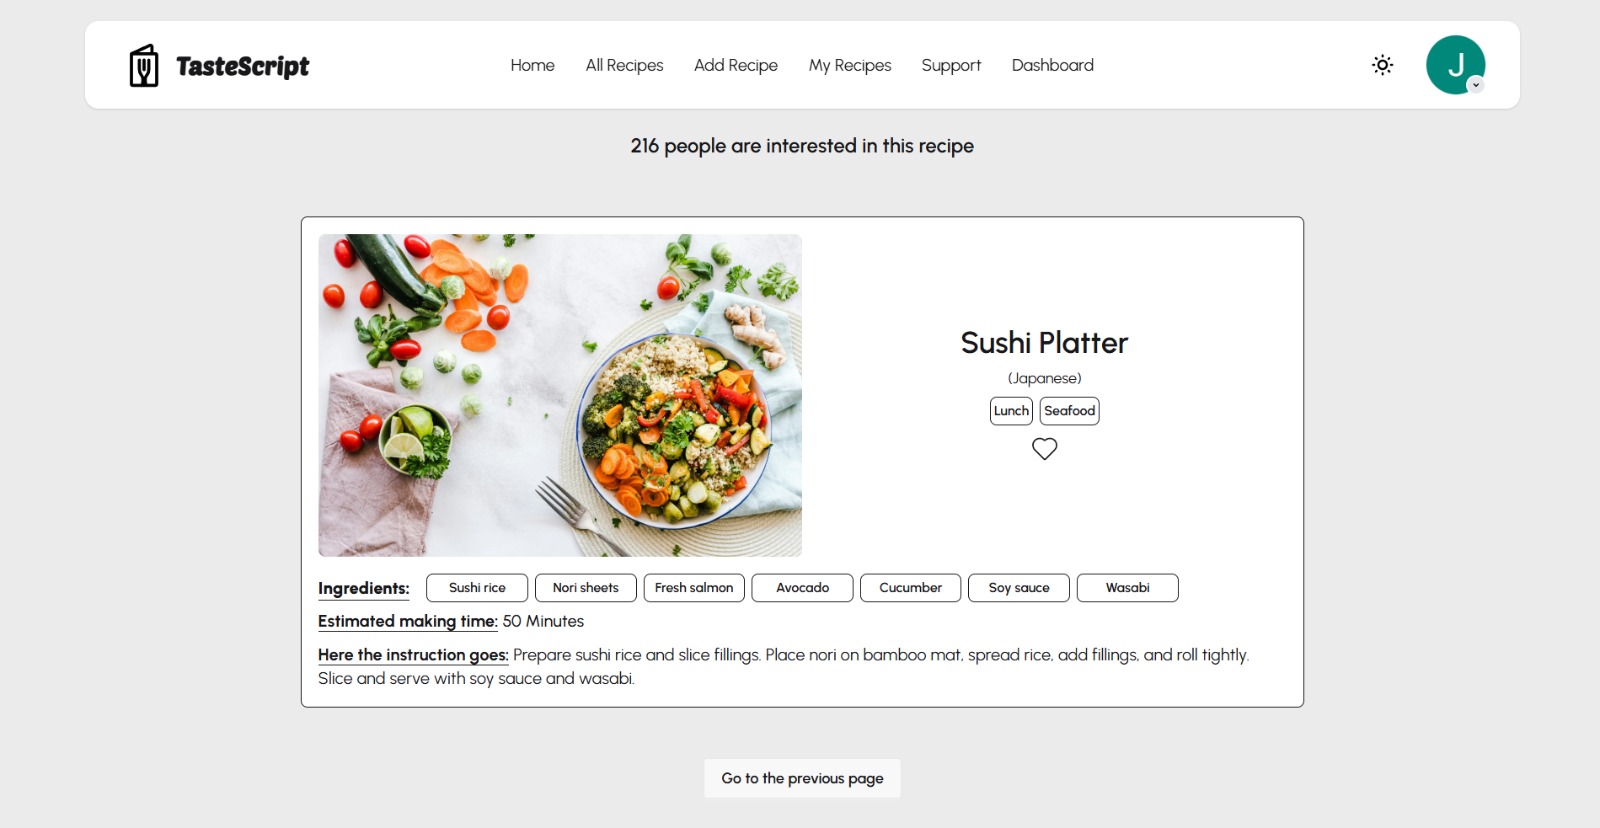 TasteScript
Home All Recipes Add Recipe My Recipes Support Dashboard
J
216 people are interested in this recipe
Sushi Platter
(Japanese)
Lunch Seafood
Ingredients: Sushi rice Nori sheets Fresh salmon Avocado Cucumber Soy sauce Wasabi
Estimated making time: 50 Minutes
Here the instruction goes: Prepare sushi rice and slice fillings. Place nori on bamboo mat, spread rice, add fillings, and roll tightly.
Slice and serve with soy sauce and wasabi.
Go to the previous page